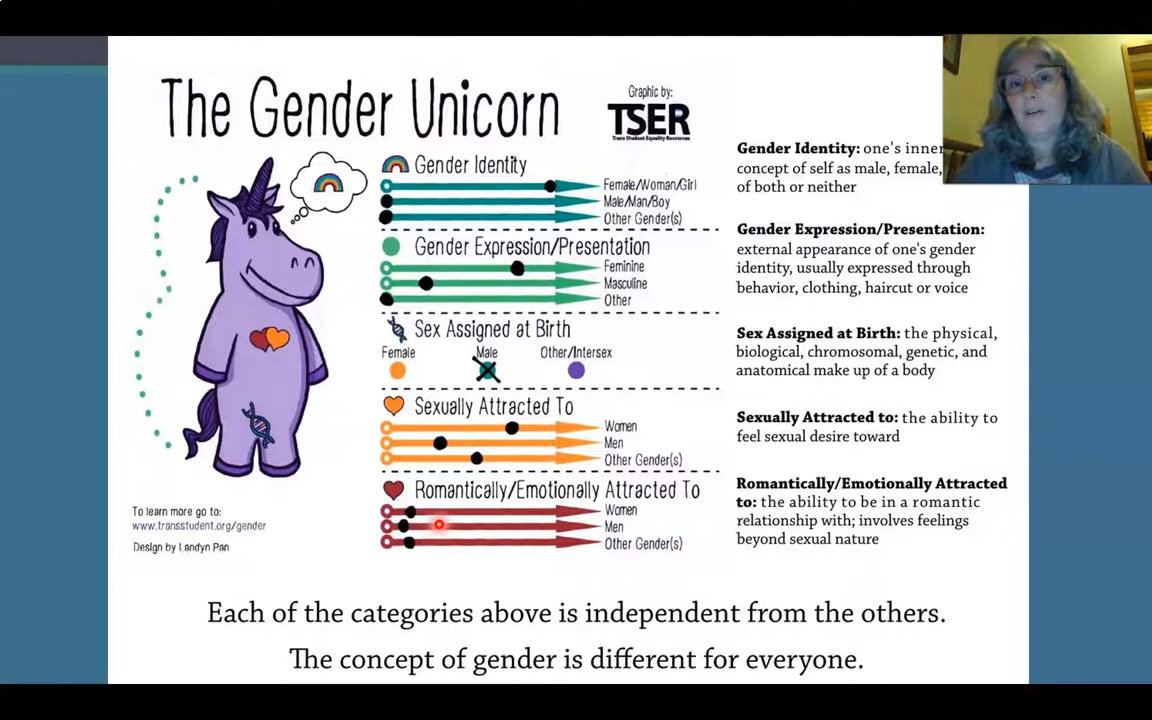 The Gender Unicorn
Graphic by:
TSER
Trans Student Equality Resources
Gender Identity
Female/Woman/Girl
Male/Man/Boy
Other Gender(s)
Gender Expression/Presentation
Feminine
Masculine
Other
Sex Assigned at Birth
Female
Male
Other/Intersex
Sexually Attracted To
Women
Men
Other Gender(s)
Romantically/Emotionally Attracted To
Women
Men
Other Gender(s)
To learn more go to:
www.transstudent.org/gender
Design by Landyn Pan
Gender Identity: one's inner
concept of self as male, female,
of both or neither
Gender Expression/Presentation:
external appearance of one's gender
identity, usually expressed through
behavior, clothing, haircut or voice
Sex Assigned at Birth: the physical,
biological, chromosomal, genetic, and
anatomical make up of a body
Sexually Attracted to: the ability to
feel sexual desire toward
Romantically/Emotionally Attracted
to: the ability to be in a romantic
relationship with; involves feelings
beyond sexual nature
Each of the categories above is independent from the others.
The concept of gender is different for everyone.